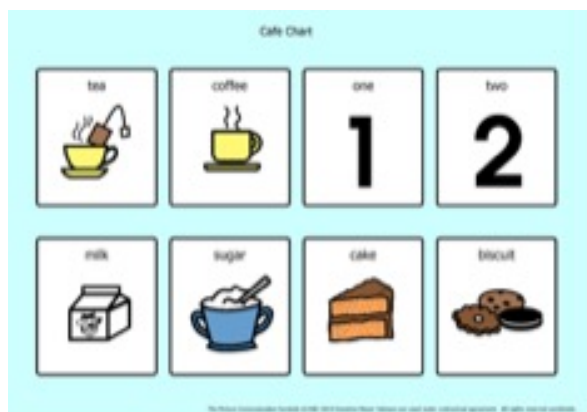 Cafe Chart
tea
coffee
one
two
1
2
milk
sugar
cake
biscuit